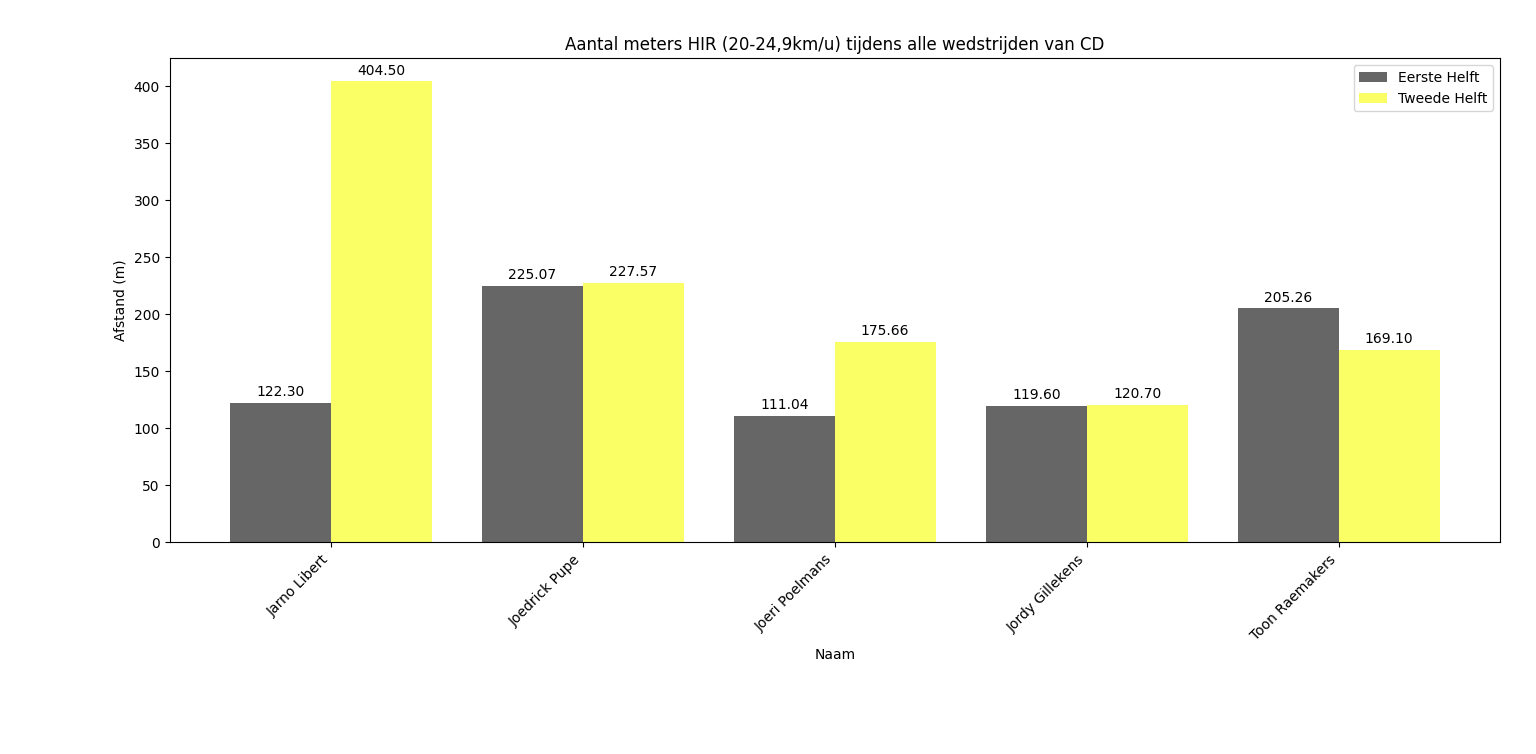 Aantal meters HIR (20-24,9km/u) tijdens alle wedstrijden van CD
Eerste Helft
Tweede Helft
404.50
122.30
225.07
227.57
111.04
175.66
119.60
120.70
205.26
169.10
Afstand (m)
400
350
300
250
200
150
100
50
0
Jarno Libert
Joedrick Pupe
Joeri Poelmans
Jordy Gillekens
Toon Raemakers
Naam